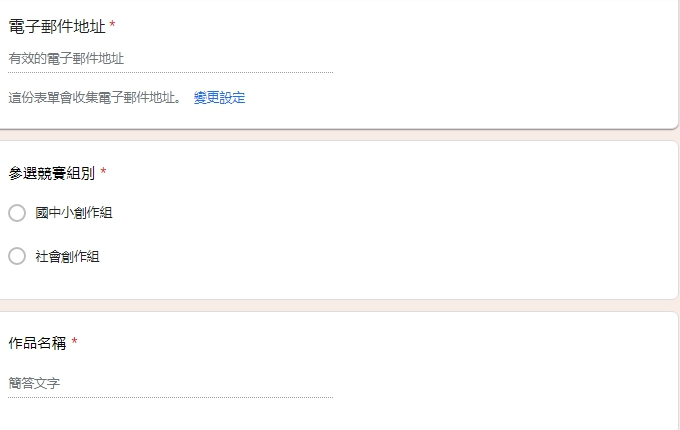 電子郵件地址 *
有效的電子郵件地址
這份表單會收集電子郵件地址。 變更設定
參選競賽組別 *
國中小創作組
社會創作組
作品名稱 *
簡答文字